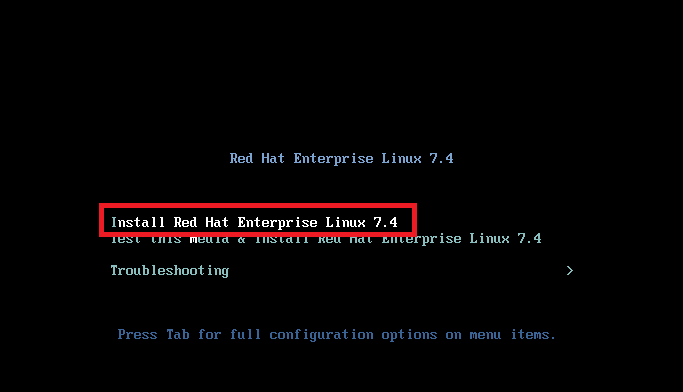 Red Hat Enterprise Linux 7.4
Install Red Hat Enterprise Linux 7.4
Test this media & install Red Hat Enterprise Linux 7.4
Troubleshooting >
Press Tab for full configuration options on menu items.